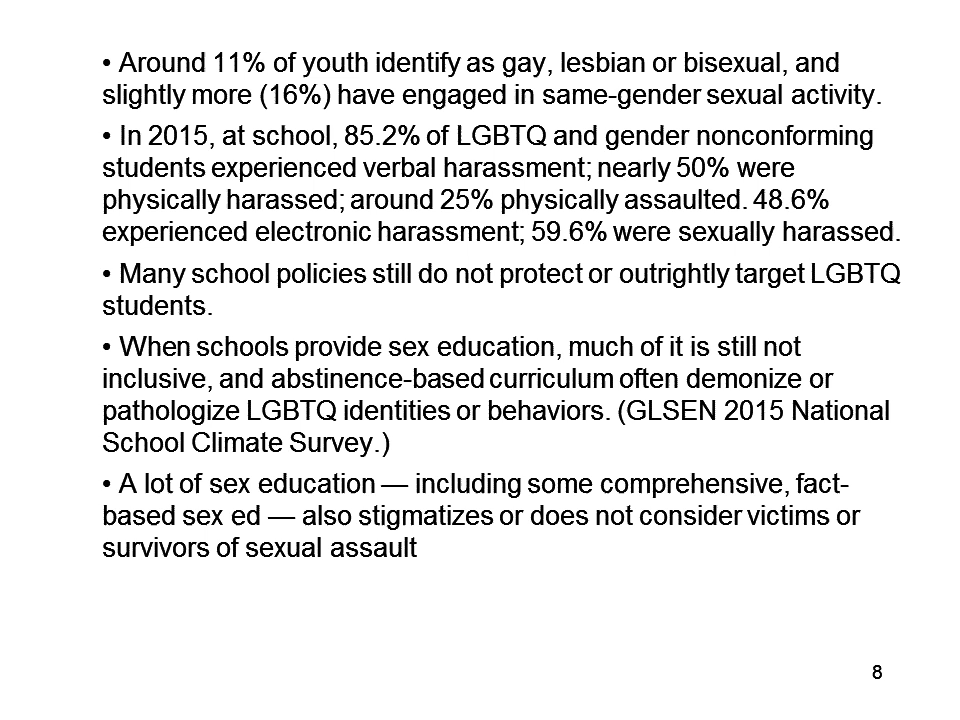 • Around 11% of youth identify as gay, lesbian or bisexual, and
slightly more (16%) have engaged in same-gender sexual activity.
• In 2015, at school, 85.2% of LGBTQ and gender nonconforming
students experienced verbal harassment; nearly 50% were
physically harassed; around 25% physically assaulted. 48.6%
experienced electronic harassment; 59.6% were sexually harassed.
• Many school policies still do not protect or outrightly target LGBTQ
students.
• When schools provide sex education, much of it is still not
inclusive, and abstinence-based curriculum often demonize or
pathologize LGBTQ identities or behaviors. (GLSEN 2015 National
School Climate Survey.)
• A lot of sex education — including some comprehensive, fact-
based sex ed — also stigmatizes or does not consider victims or
survivors of sexual assault
8